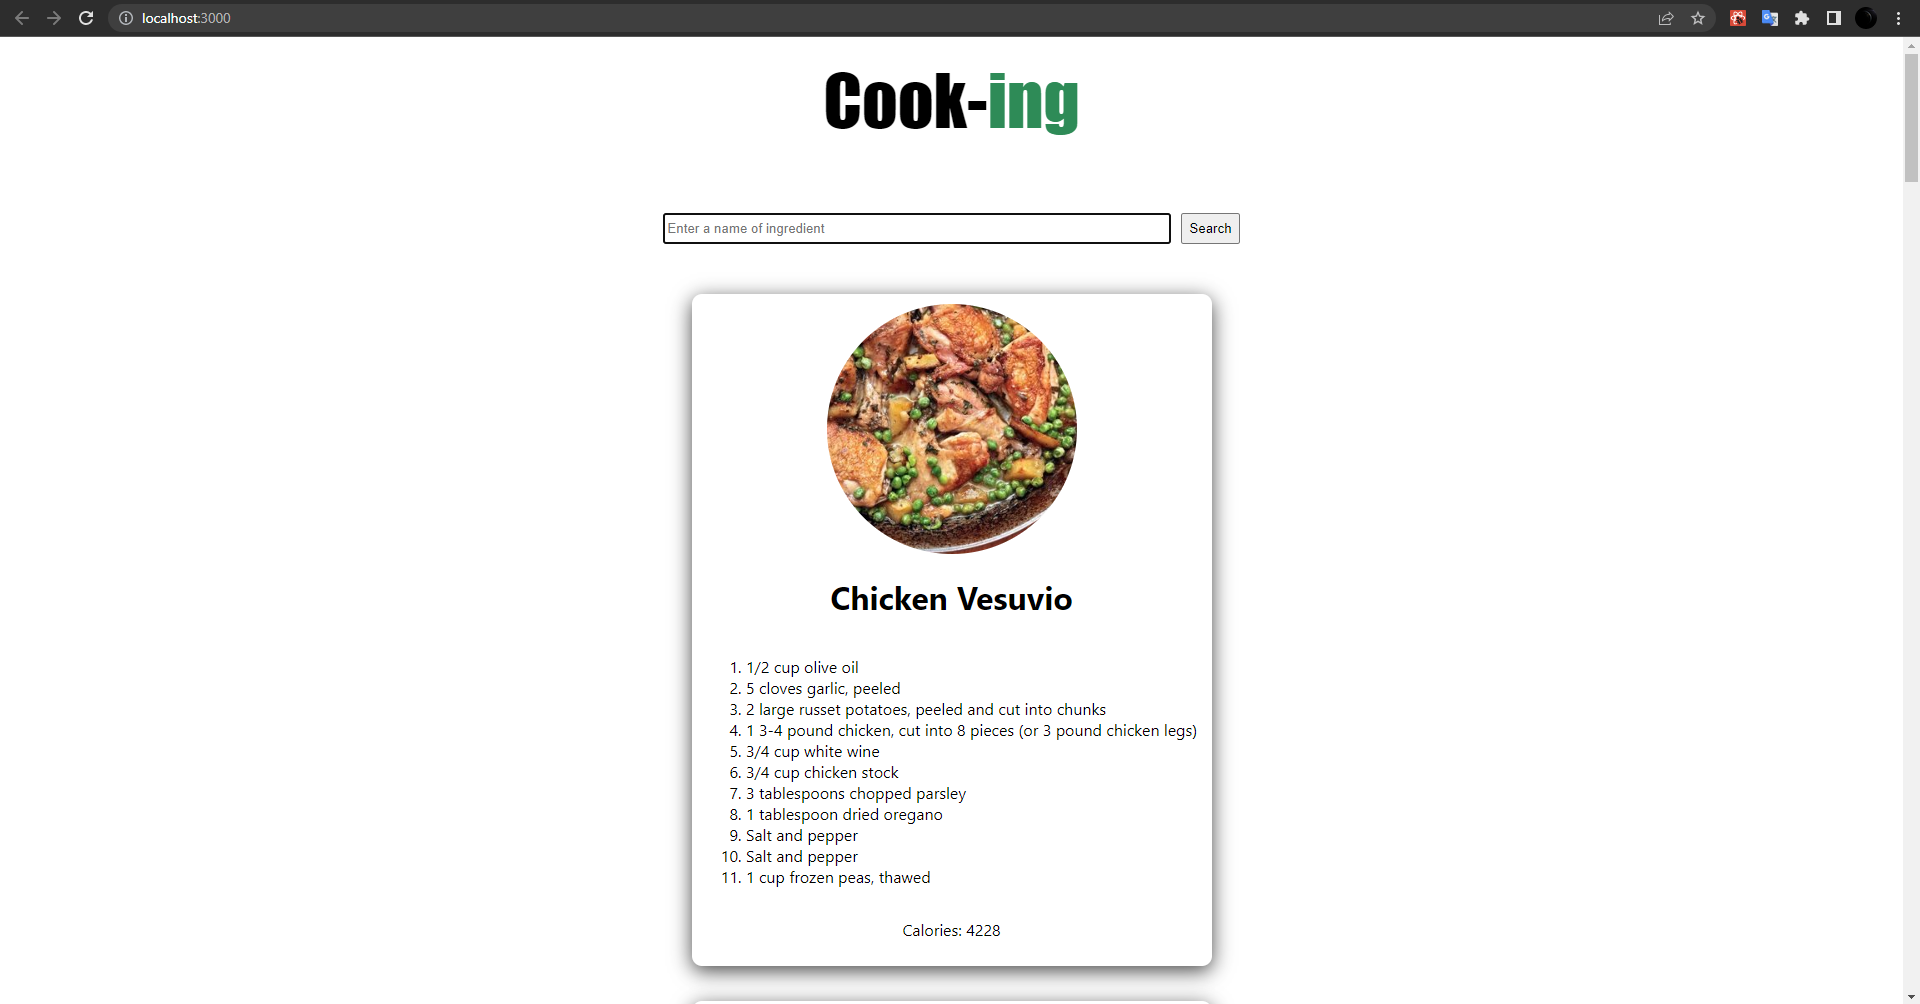 localhost:3000
Cook-ing
Enter a name of ingredient
Search
Chicken Vesuvio
1. 1/2 cup olive oil
2. 5 cloves garlic, peeled
3. 2 large russet potatoes, peeled and cut into chunks
4. 1 3-4 pound chicken, cut into 8 pieces (or 3 pound chicken legs)
5. 3/4 cup white wine
6. 3/4 cup chicken stock
7. 3 tablespoons chopped parsley
8. 1 tablespoon dried oregano
9. Salt and pepper
10. Salt and pepper
11. 1 cup frozen peas, thawed
Calories: 4228